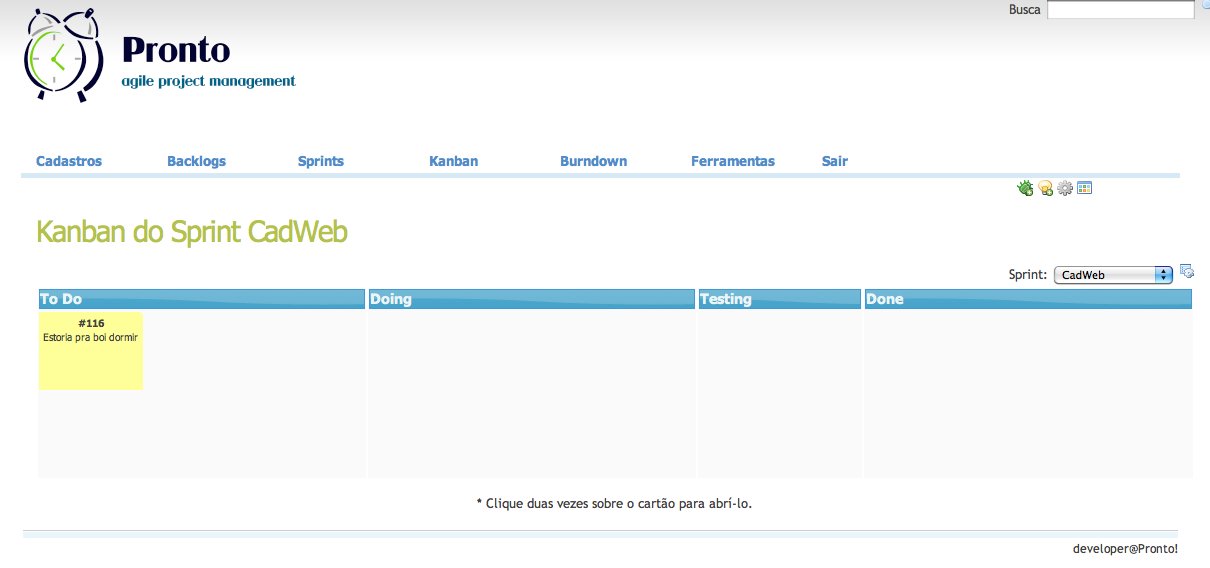 Busca
Pronto
agile project management
Cadastros Backlogs Sprints Kanban Burndown Ferramentas Sair
Kanban do Sprint CadWeb
Sprint: CadWeb
To Do Doing Testing Done
#116
Estoria pra boi dormir
* Clique duas vezes sobre o cartão para abrí-lo.
developer@Pronto!